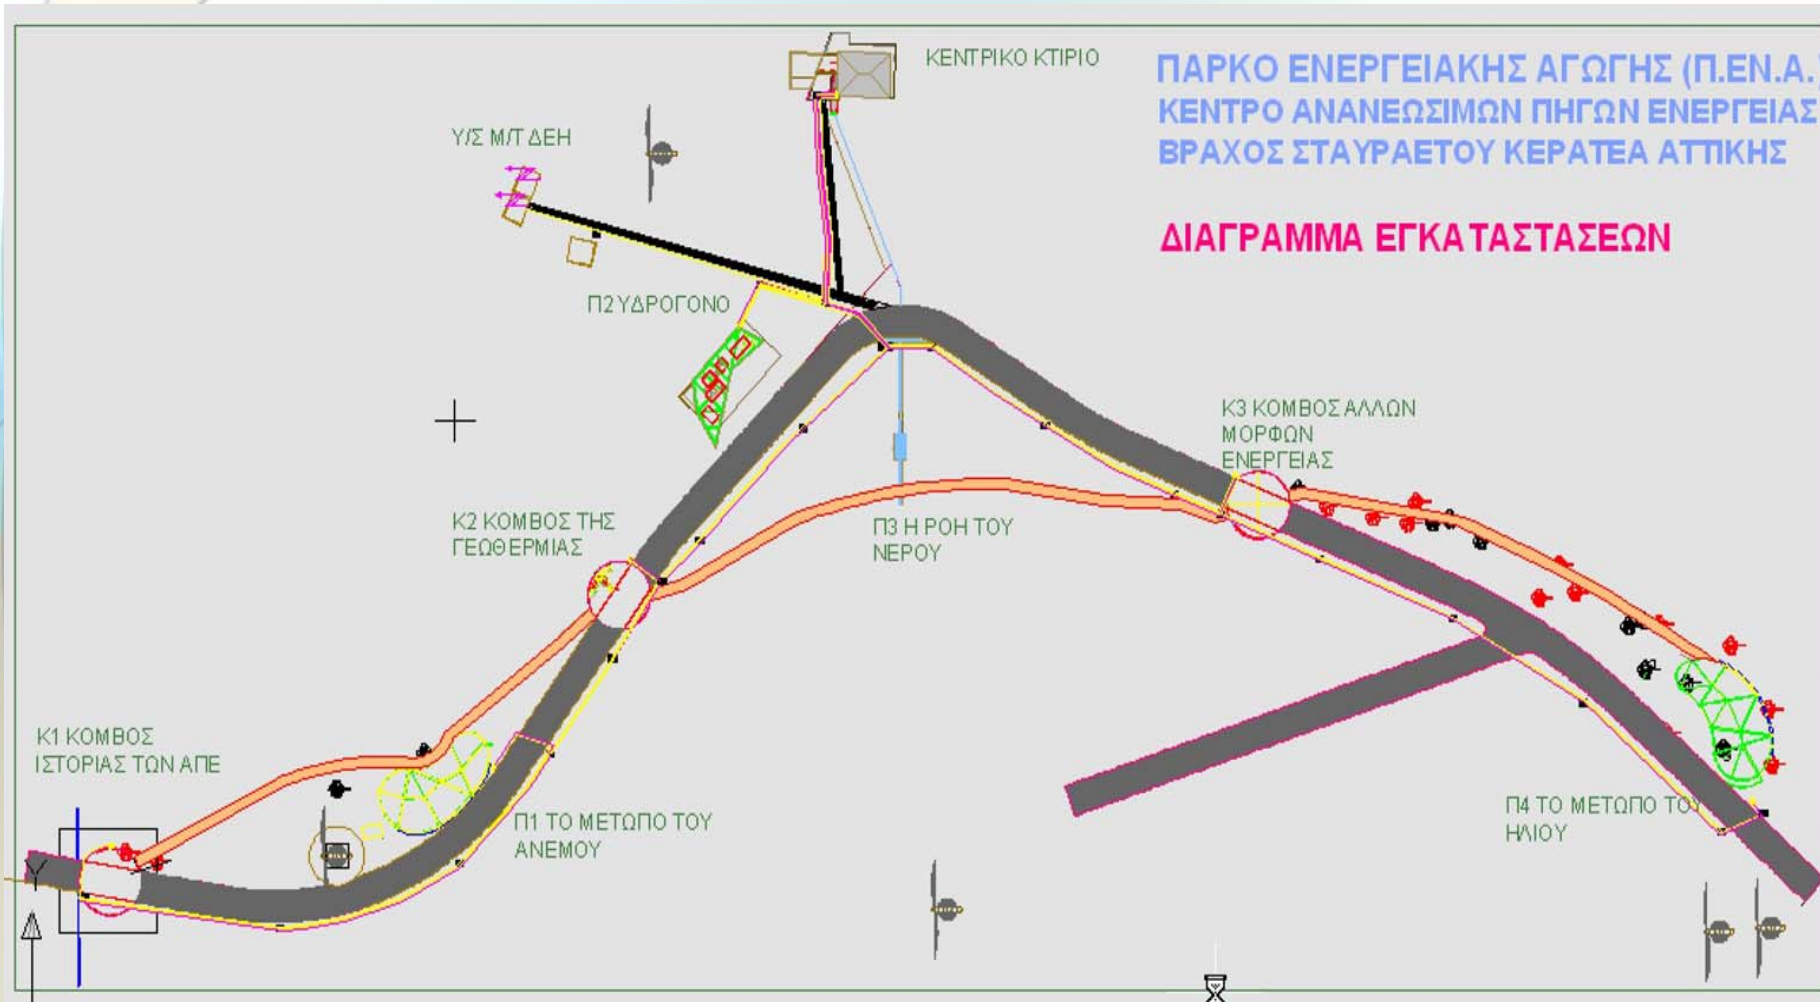 ΠΑΡΚΟ ΕΝΕΡΓΕΙΑΚΗΣ ΑΓΩΓΗΣ (Π.ΕΝ.Α.)
ΚΕΝΤΡΟ ΑΝΑΝΕΩΣΙΜΩΝ ΠΗΓΩΝ ΕΝΕΡΓΕΙΑΣ
ΒΡΑΧΟΣ ΣΤΑΥΡΑΕΤΟΥ ΚΕΡΑΤΕΑ ΑΤΤΙΚΗΣ
ΔΙΑΓΡΑΜΜΑ ΕΓΚΑΤΑΣΤΑΣΕΩΝ
ΚΕΝΤΡΙΚΟ ΚΤΙΡΙΟ
Υ/Σ Μ/Τ ΔΕΗ
Π2 ΥΔΡΟΓΟΝΟ
Κ3 ΚΟΜΒΟΣ ΑΛΛΩΝ
ΜΟΡΦΩΝ
ΕΝΕΡΓΕΙΑΣ
Κ2 ΚΟΜΒΟΣ ΤΗΣ
ΓΕΩΘΕΡΜΙΑΣ
Π3 Η ΡΟΗ ΤΟΥ
ΝΕΡΟΥ
Κ1 ΚΟΜΒΟΣ
ΙΣΤΟΡΙΑΣ ΤΩΝ ΑΠΕ
Π1 ΤΟ ΜΕΤΩΠΟ ΤΟΥ
ΑΝΕΜΟΥ
Π4 ΤΟ ΜΕΤΩΠΟ ΤΟΥ
ΗΛΙΟΥ
Y